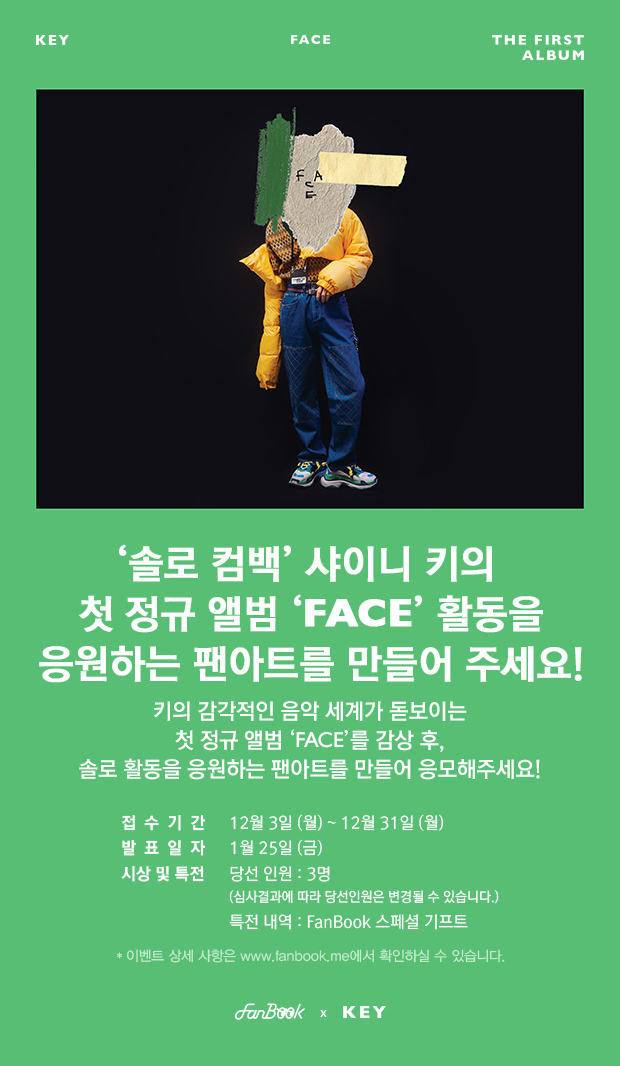 KEY
FACE
THE FIRST
ALBUM
F A
C
E
‘솔로 컴백’ 샤이니 키의
첫 정규 앨범 ‘FACE’ 활동을
응원하는 팬아트를 만들어 주세요!
키의 감각적인 음악 세계가 돋보이는
첫 정규 앨범 ‘FACE’를 감상 후,
솔로 활동을 응원하는 팬아트를 만들어 응모해주세요!
접 수 기 간 12월 3일 (월) ~ 12월 31일 (월)
발 표 일 자 1월 25일 (금)
시상 및 특전 당선 인원 : 3명
(심사결과에 따라 당선인원은 변경될 수 있습니다.)
특전 내역 : FanBook 스페셜 기프트
* 이벤트 상세 사항은 www.fanbook.me에서 확인하실 수 있습니다.
FanBook x KEY